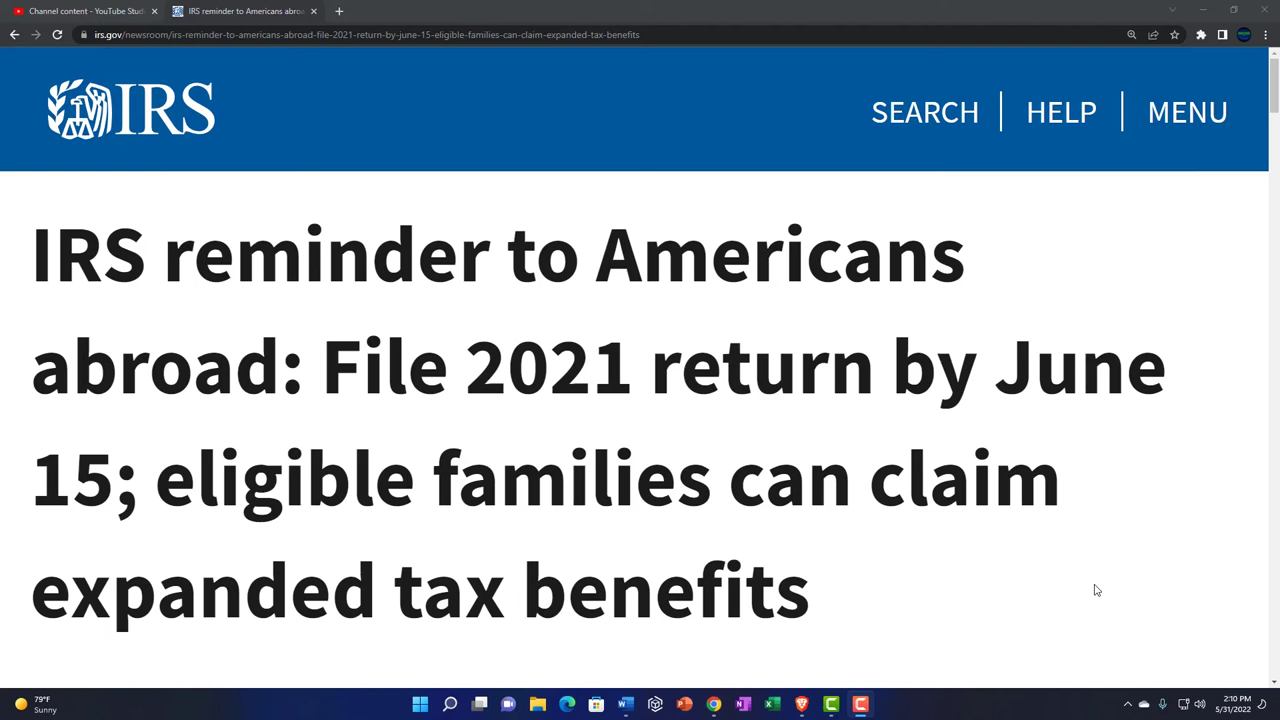 Channel content - YouTube Studi
IRS reminder to Americans abroa
irs.gov/newsroom/irs-reminder-to-americans-abroad-file-2021-return-by-june-15-eligible-families-can-claim-expanded-tax-benefits
IRS
SEARCH
HELP
MENU
IRS reminder to Americans
abroad: File 2021 return by June
15; eligible families can claim
expanded tax benefits
79°F
Sunny
2:10 PM
5/31/2022